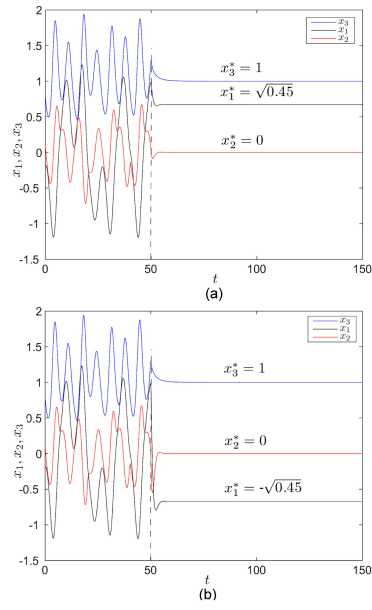 2
1.5
1
0.5
0
-0.5
-1
-1.5
x₁, x₂, x₃
x₃
x₁
x₂
x₃* = 1
x₁* = √0.45
x₂* = 0
0 50 100 150
t
(a)
2
1.5
1
0.5
0
-0.5
-1
-1.5
x₁, x₂, x₃
x₃
x₁
x₂
x₃* = 1
x₂* = 0
x₁* = -√0.45
0 50 100 150
t
(b)